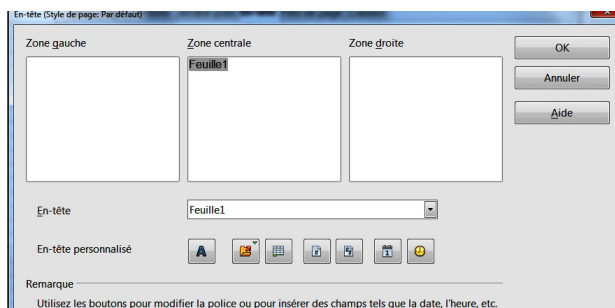 En-tête (Style de page: Par défaut)
Zone gauche
Zone centrale
Zone droite
OK
Feuille1
Annuler
Aide
En-tête
Feuille1
En-tête personnalisé
A
Remarque
Utilisez les boutons pour modifier la police ou pour insérer des champs tels que la date, l'heure, etc.